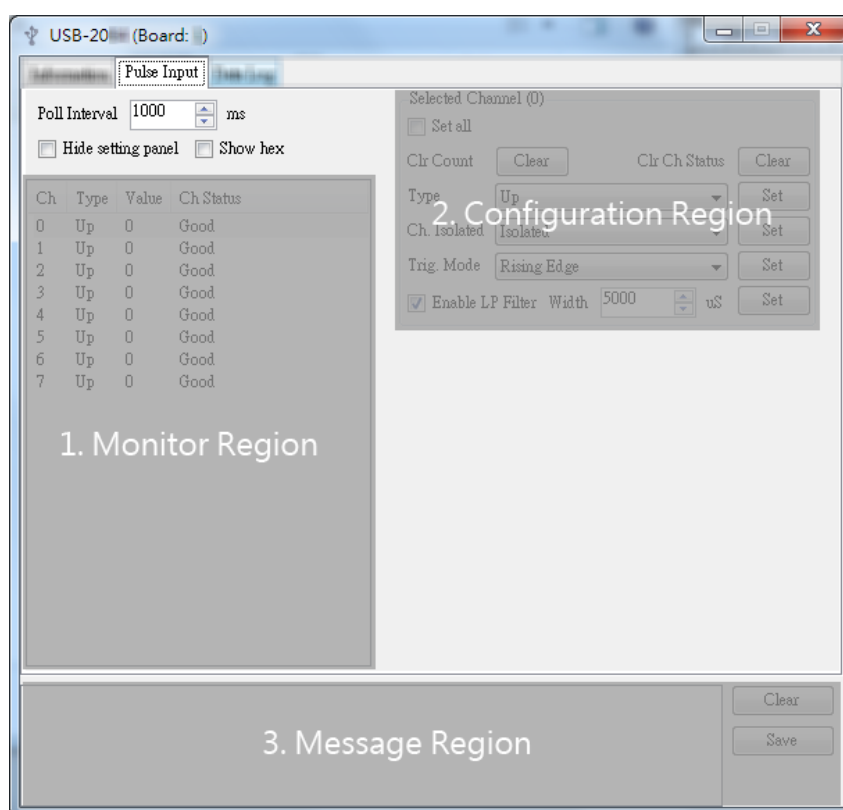 USB-20 (Board: )
Pulse Input
Poll Interval 1000 ms
Hide setting panel Show hex
Ch Type Value Ch Status
0 Up 0 Good
1 Up 0 Good
2 Up 0 Good
3 Up 0 Good
4 Up 0 Good
5 Up 0 Good
6 Up 0 Good
7 Up 0 Good
1. Monitor Region
Selected Channel (0)
Set all
Clr Count Clear Clr Ch Status Clear
Type Up Set
2. Configuration Region
Ch. Isolated Isolated Set
Trig. Mode Rising Edge Set
Enable LP Filter Width 5000 uS Set
3. Message Region
Clear
Save